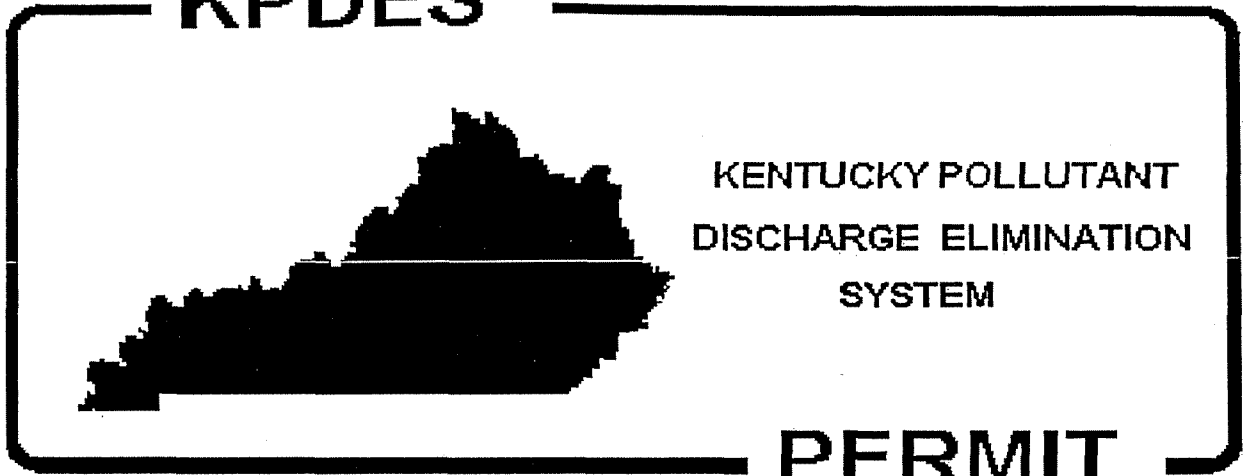 KPDES
KENTUCKY POLLUTANT
DISCHARGE ELIMINATION
SYSTEM
PERMIT